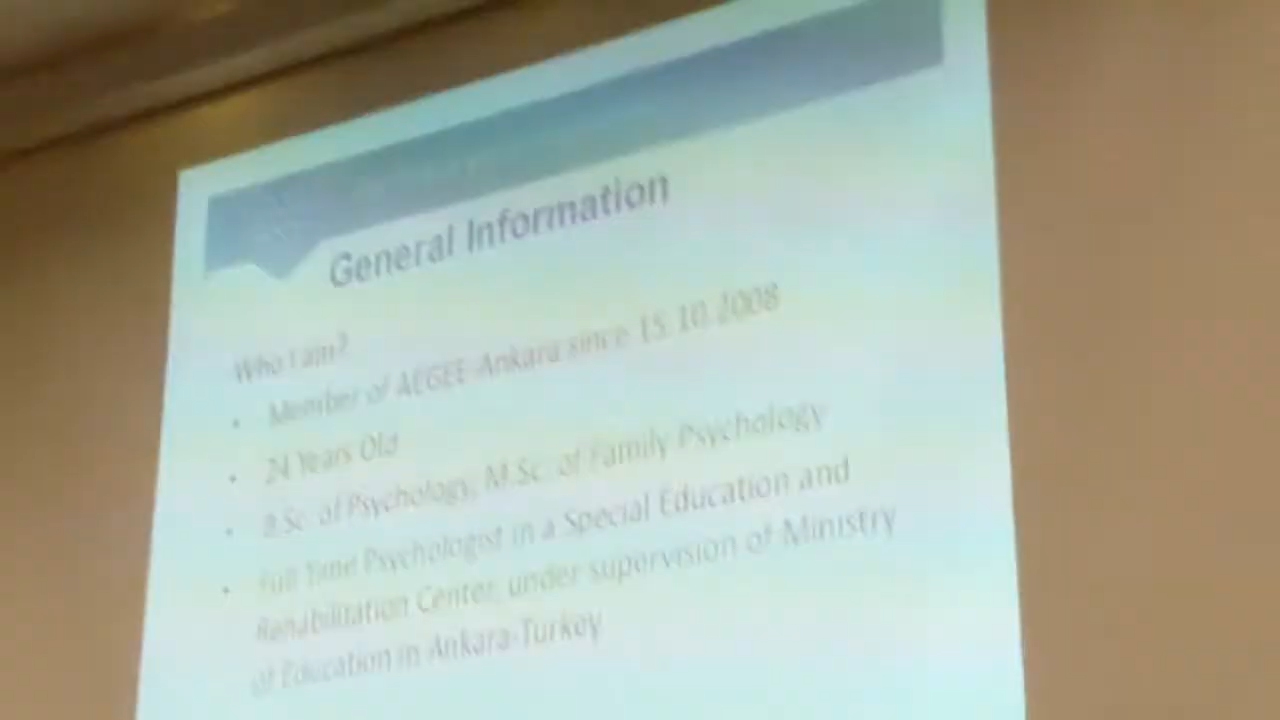 General Information
Who I am?
• Member of AEGEE-Ankara since 15.10.2008
• 24 Years Old
• B.Sc. of Psychology, M.Sc. of Family Psychology
• Full Time Psychologist in a Special Education and
Rehabilitation Center, under supervision of Ministry
of Education in Ankara-Turkey